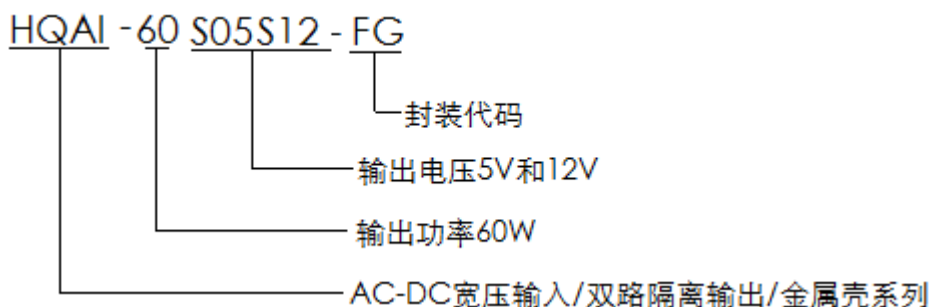 HQAI-60 S05S12-FG
封装代码
输出电压5V和12V
输出功率60W
AC-DC宽压输入/双路隔离输出/金属壳系列